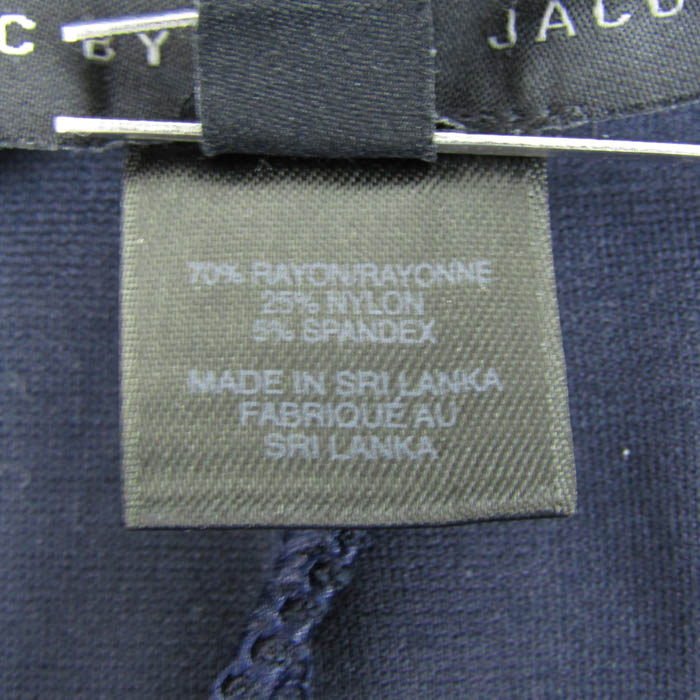 C BY JACO
70% RAYON/RAYONNE
25% NYLON
5% SPANDEX
MADE IN SRI LANKA
FABRIQUÉ AU
SRI LANKA